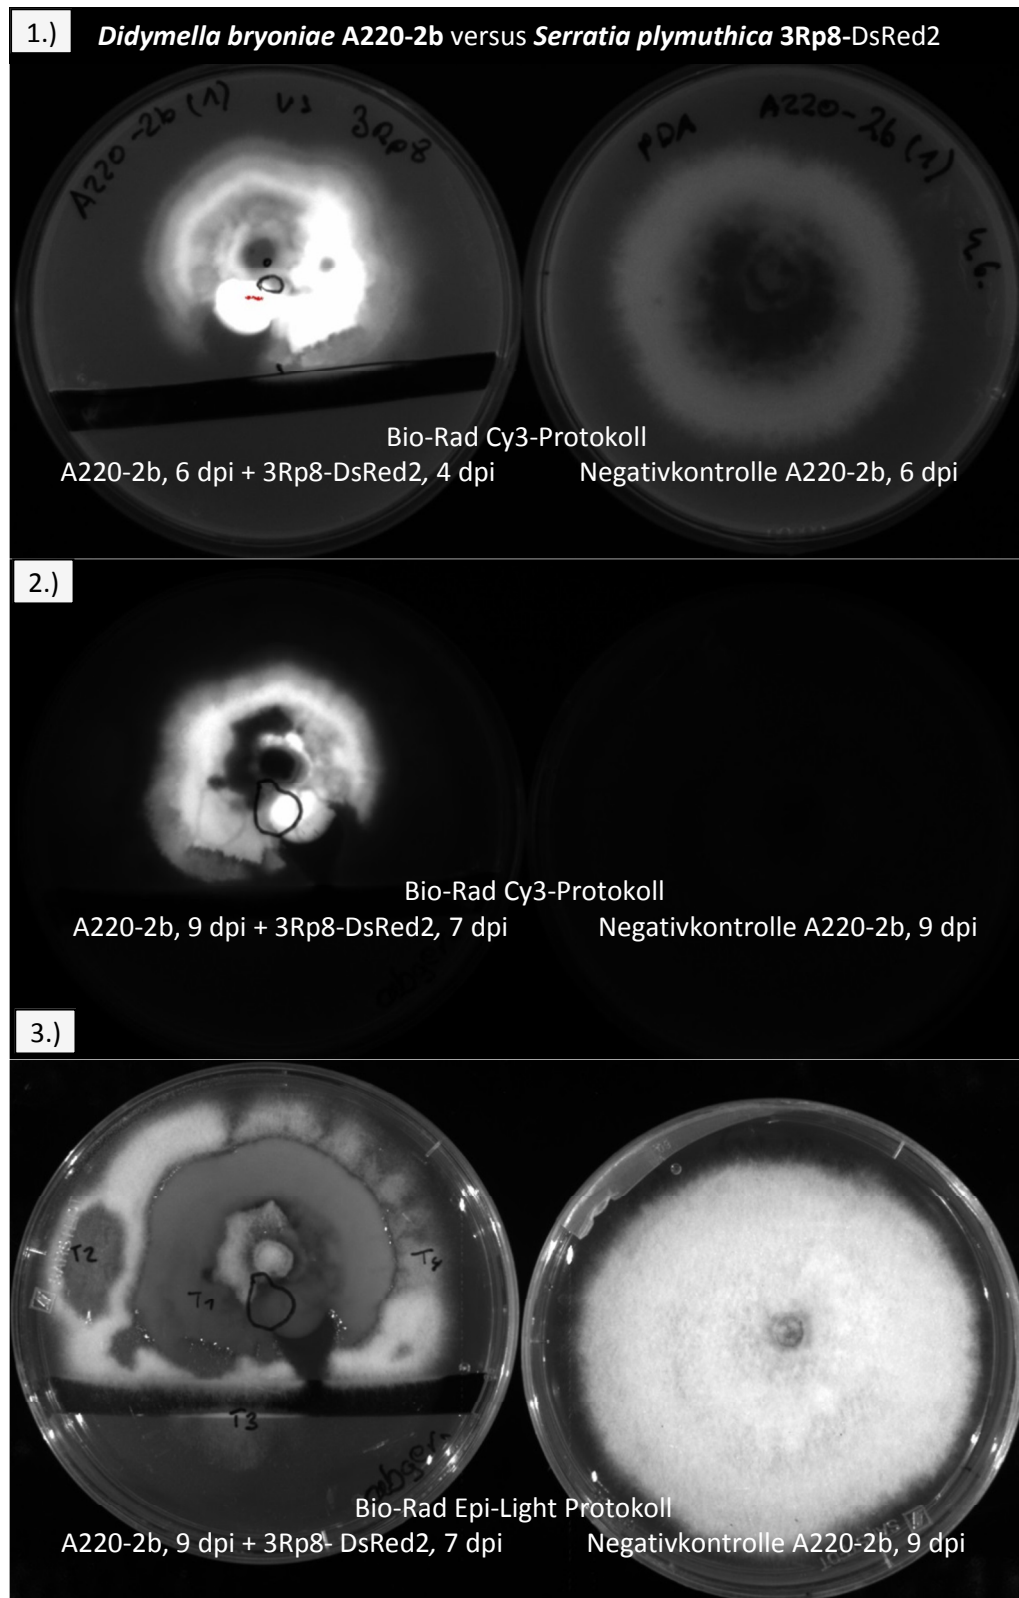 1.)
Didymella bryoniae A220-2b versus Serratia plymuthica 3Rp8-DsRed2
A220-2b (1) vs 3Rp8
PDA A220-2b (1)
Bio-Rad Cy3-Protokoll
A220-2b, 6 dpi + 3Rp8-DsRed2, 4 dpi
Negativkontrolle A220-2b, 6 dpi
2.)
Bio-Rad Cy3-Protokoll
A220-2b, 9 dpi + 3Rp8-DsRed2, 7 dpi
Negativkontrolle A220-2b, 9 dpi
3.)
T2
T1
T4
T3
Bio-Rad Epi-Light Protokoll
A220-2b, 9 dpi + 3Rp8- DsRed2, 7 dpi
Negativkontrolle A220-2b, 9 dpi